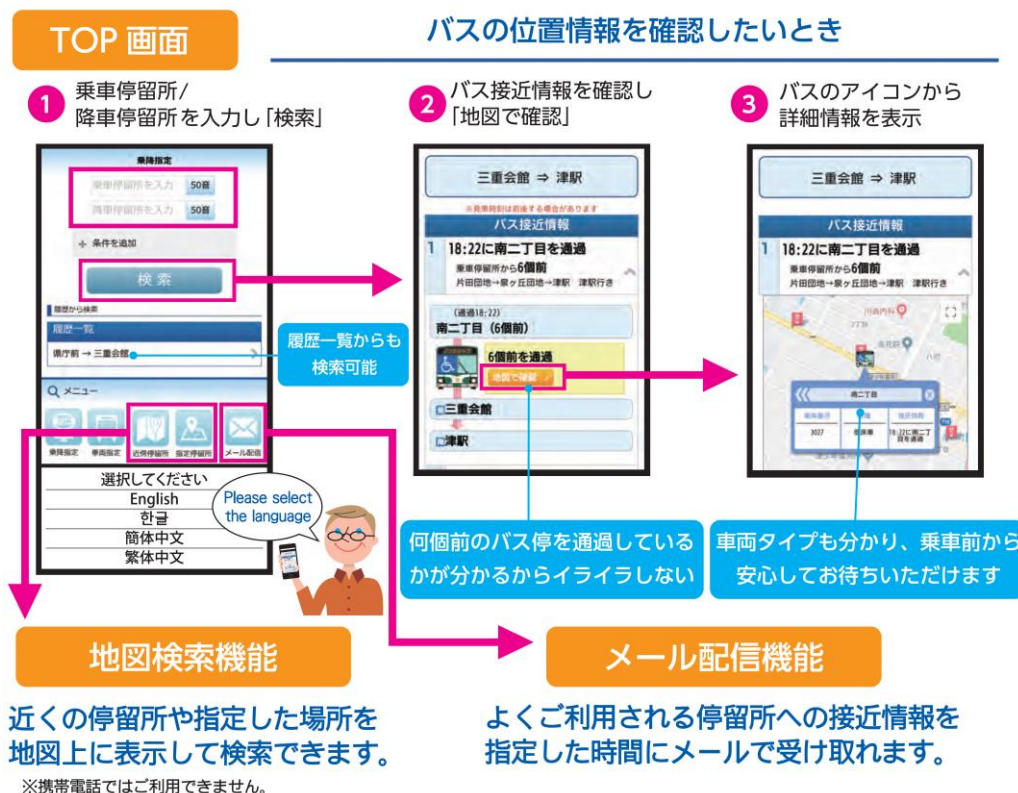 TOP 画面
バスの位置情報を確認したいとき
1 乗車停留所/
降車停留所 を入力し「検索」
乗降指定
乗車停留所を入力 50音
降車停留所を入力 50音
+ 条件を追加
検 索
履歴から検索
履歴一覧
県庁前 → 三重会館
履歴一覧からも
検索可能
メニュー
乗降指定 車両指定 近傍停留所 指定停留所 メール配信
選択してください
English
한글
简体中文
繁体中文
Please select
the language
2 バス接近情報を確認し
「地図で確認」
三重会館 ⇒ 津駅
※発車時刻は前後する場合があります
バス接近情報
1 18:22に南二丁目を通過
乗車停留所から6個前
片田団地→泉ヶ丘団地→津駅 津駅行き
(通過18:22)
南二丁目 (6個前)
6個前を通過
地図で確認
三重会館
津駅
何個前のバス停を通過している
かが分かるからイライラしない
3 バスのアイコンから
詳細情報を表示
三重会館 ⇒ 津駅
バス接近情報
1 18:22に南二丁目を通過
乗車停留所から6個前
片田団地→泉ヶ丘団地→津駅 津駅行き
南二丁目
3027 低床車 18:22に南二丁
目を通過
車両タイプも分かり、乗車前から
安心してお待ちいただけます
地図検索機能
近くの停留所や指定した場所を
地図上に表示して検索できます。
※携帯電話ではご利用できません。
メール配信機能
よくご利用される停留所への接近情報を
指定した時間にメールで受け取れます。